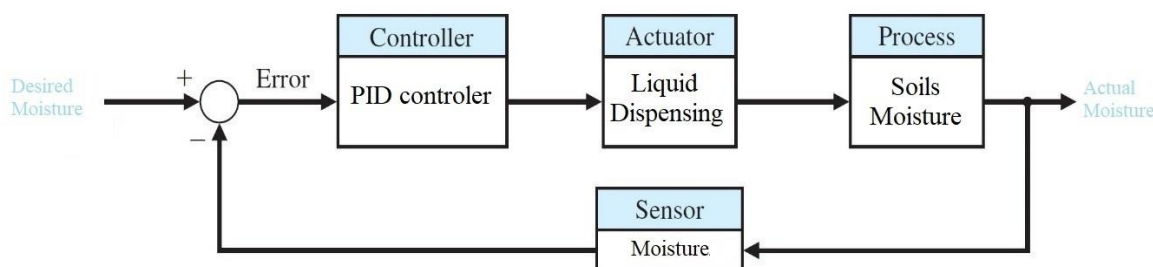 Controller
Actuator
Process
Desired
Moisture
+
Error
PID controler
Liquid
Dispensing
Soils
Moisture
Actual
Moisture
−
Sensor
Moisture